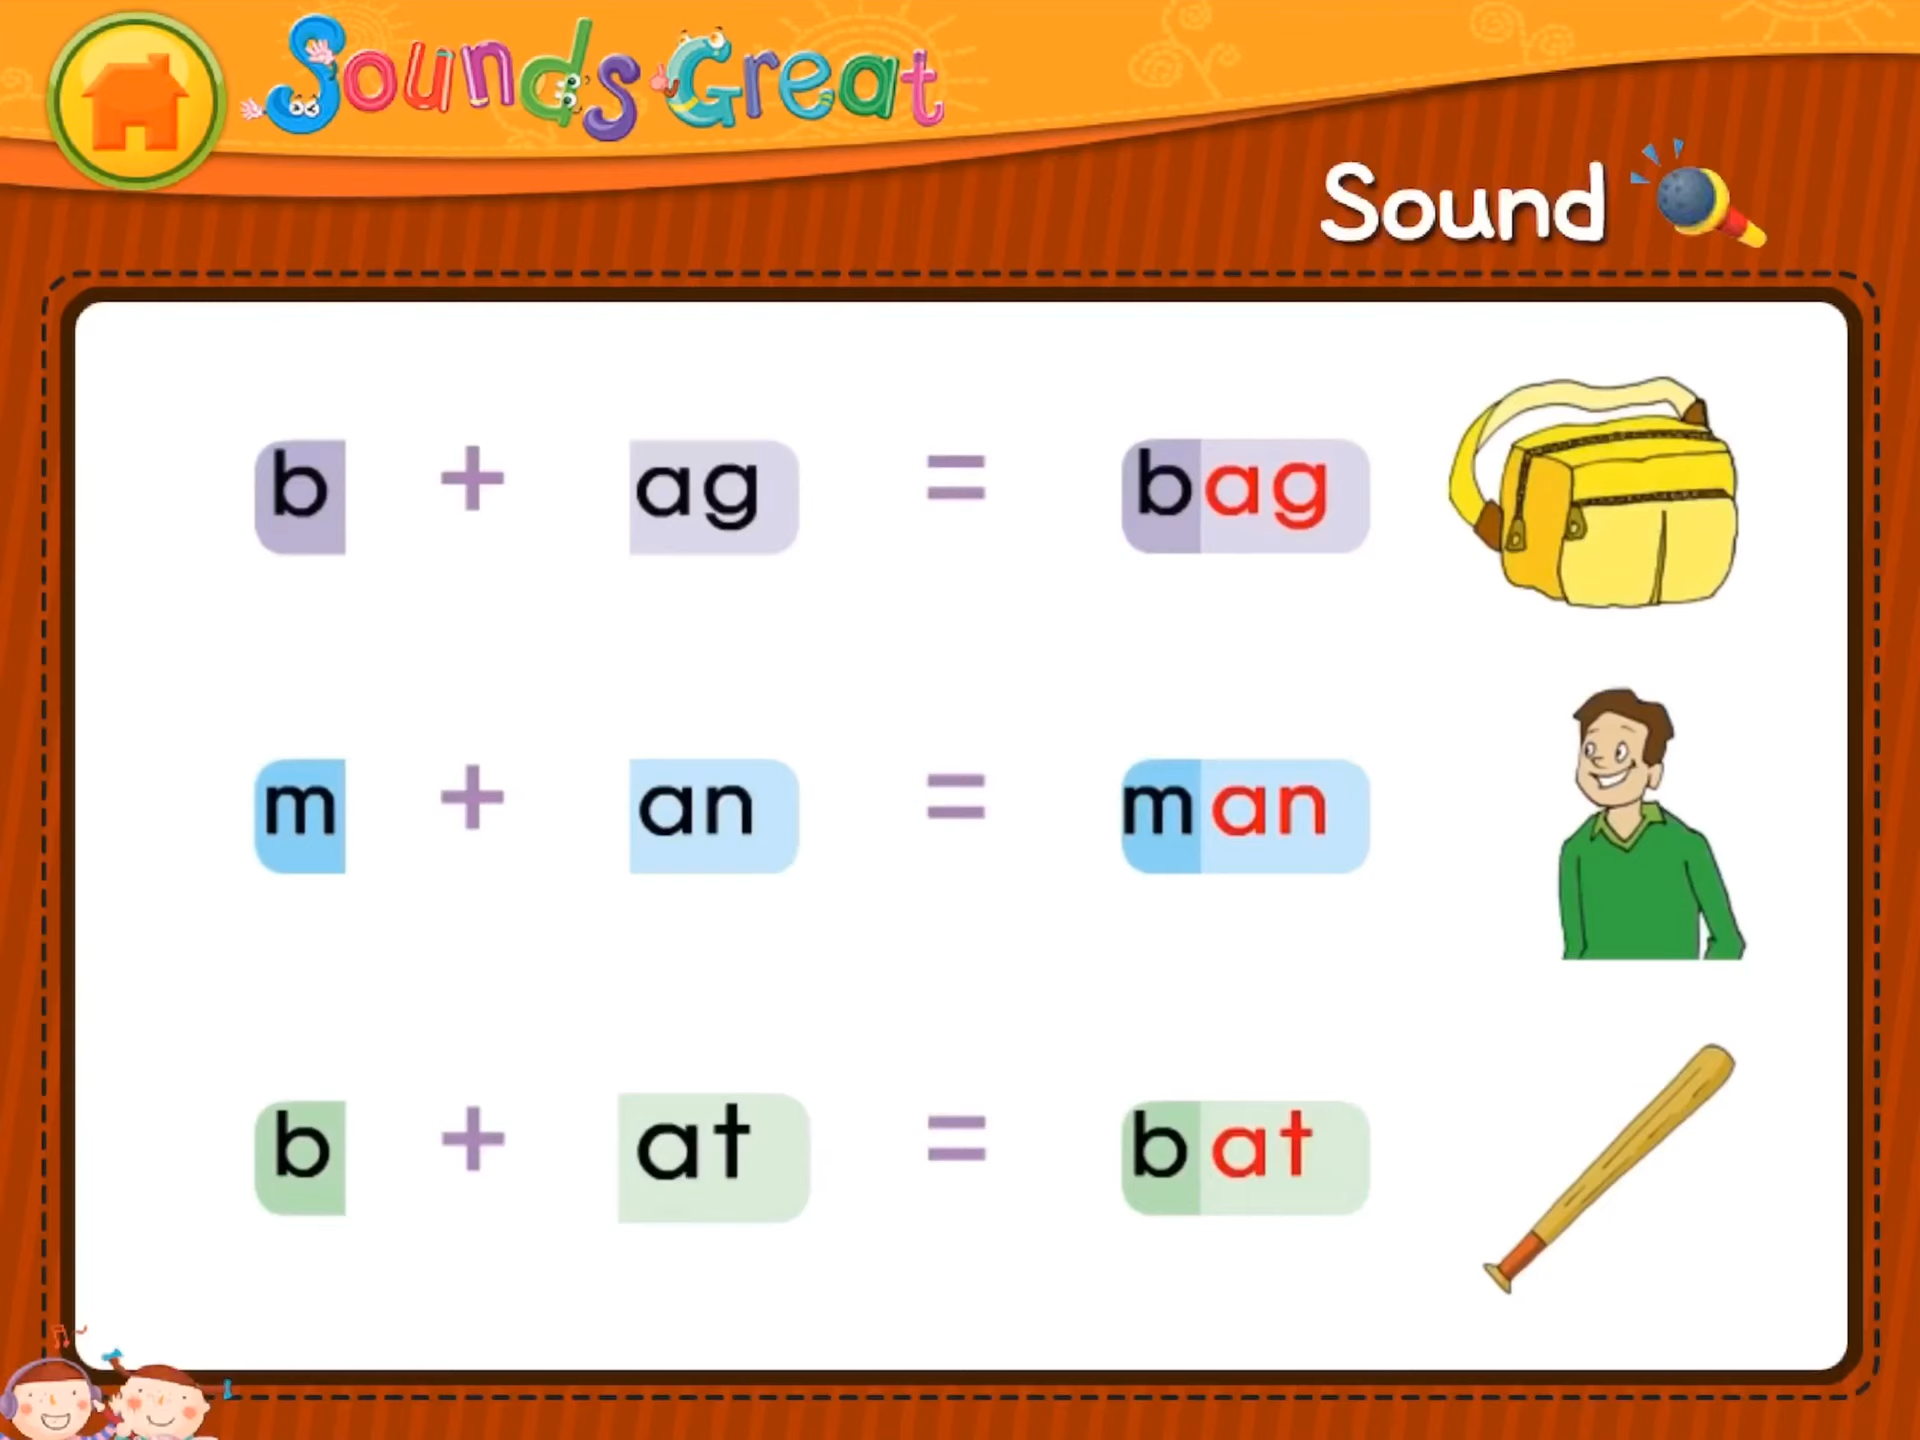 Sounds Great
Sound
b + ag = bag
m + an = man
b + at = bat